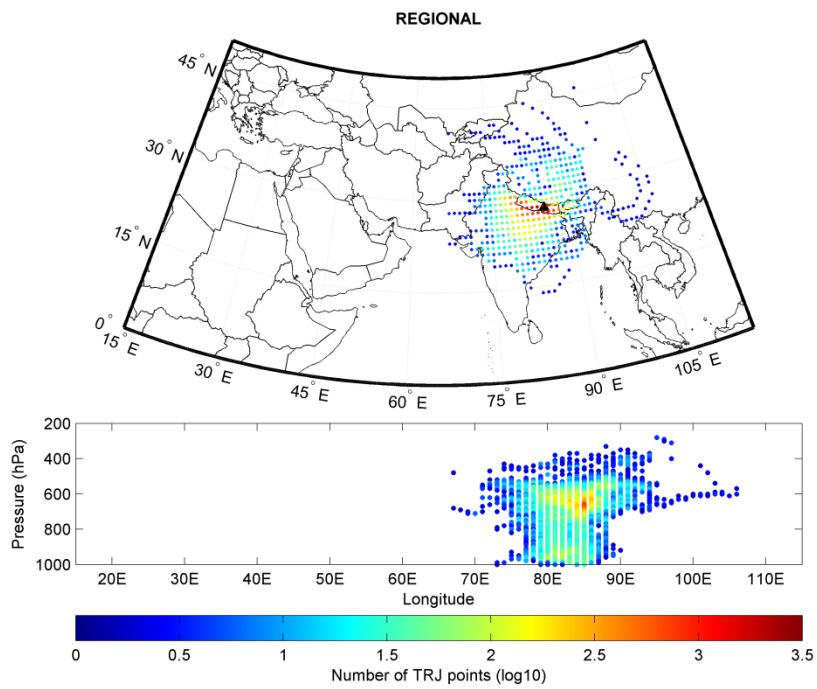 REGIONAL
45° N
30° N
15° N
0°
15° E
30° E
45° E
60° E
75° E
90° E
105° E
200
400
600
800
1000
Pressure (hPa)
20E 30E 40E 50E 60E 70E 80E 90E 100E 110E
Longitude
0 0.5 1 1.5 2 2.5 3 3.5
Number of TRJ points (log10)